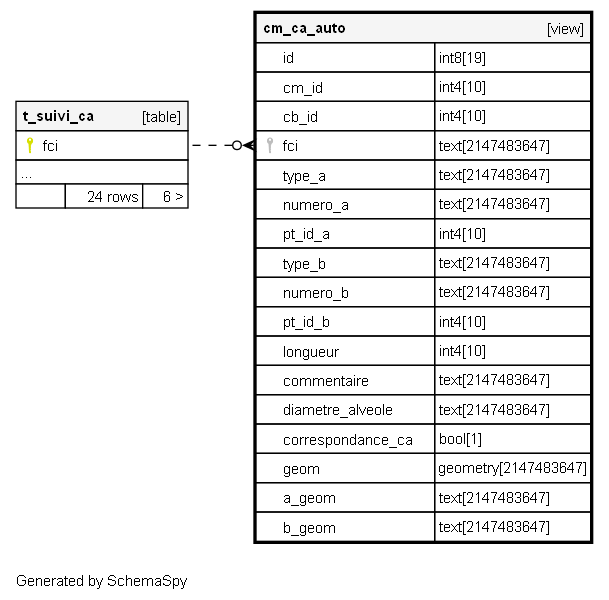 t_suivi_ca [table]
fci
...
24 rows 6 >
cm_ca_auto [view]
id int8[19]
cm_id int4[10]
cb_id int4[10]
fci text[2147483647]
type_a text[2147483647]
numero_a text[2147483647]
pt_id_a int4[10]
type_b text[2147483647]
numero_b text[2147483647]
pt_id_b int4[10]
longueur int4[10]
commentaire text[2147483647]
diametre_alveole text[2147483647]
correspondance_ca bool[1]
geom geometry[2147483647]
a_geom text[2147483647]
b_geom text[2147483647]
Generated by SchemaSpy